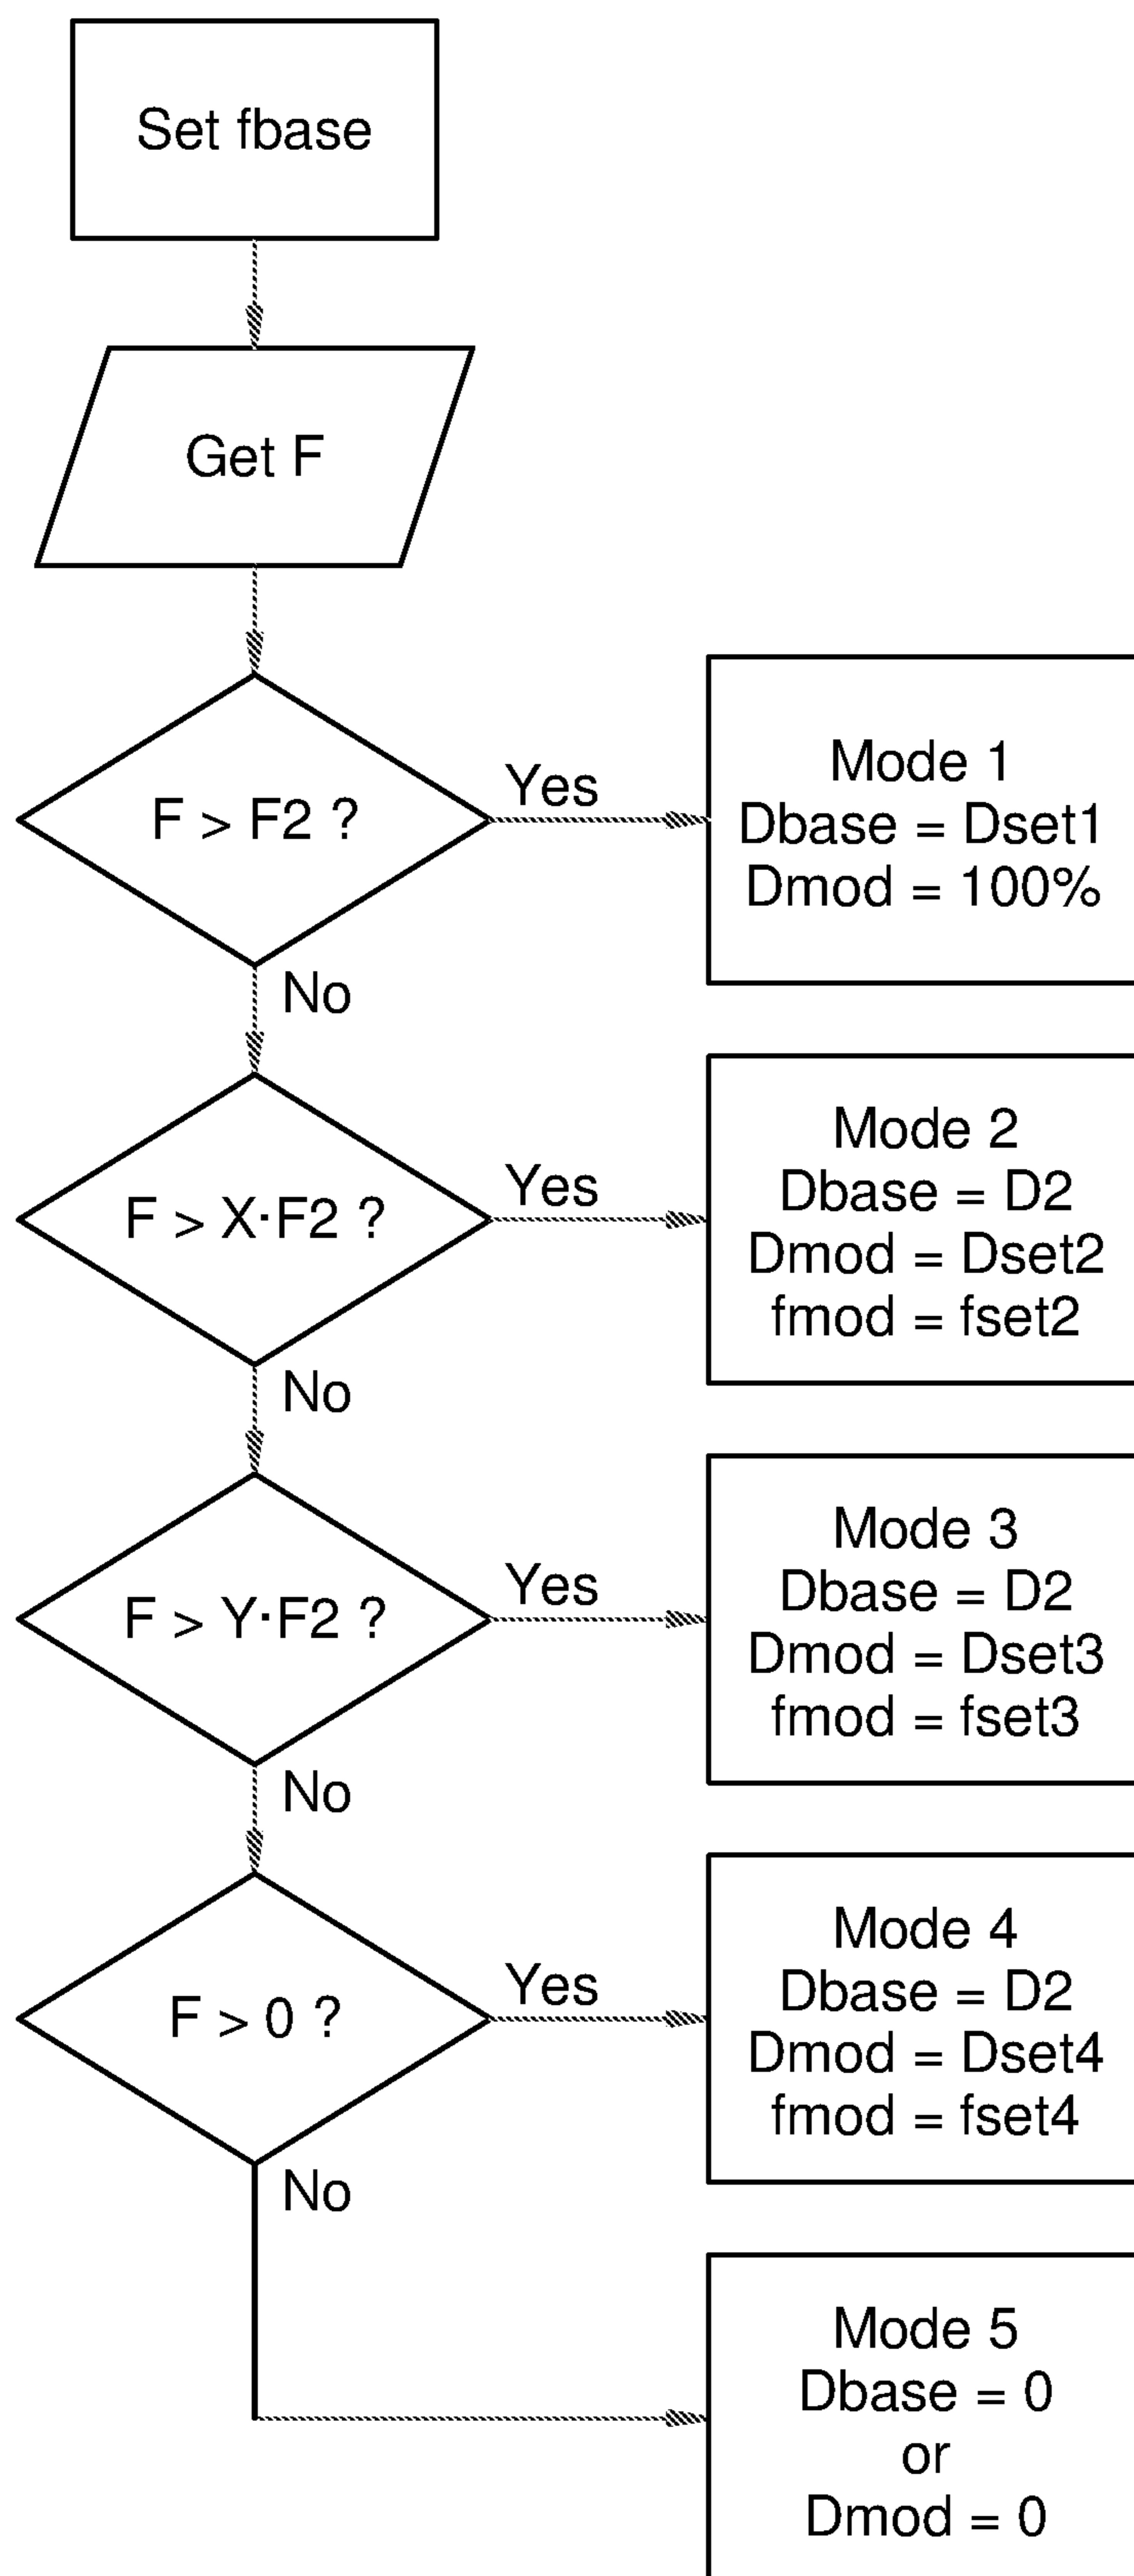 Set fbase
Get F
F > F2 ?
Yes
Mode 1
Dbase = Dset1
Dmod = 100%
No
F > X·F2 ?
Yes
Mode 2
Dbase = D2
Dmod = Dset2
fmod = fset2
No
F > Y·F2 ?
Yes
Mode 3
Dbase = D2
Dmod = Dset3
fmod = fset3
No
F > 0 ?
Yes
Mode 4
Dbase = D2
Dmod = Dset4
fmod = fset4
No
Mode 5
Dbase = 0
or
Dmod = 0